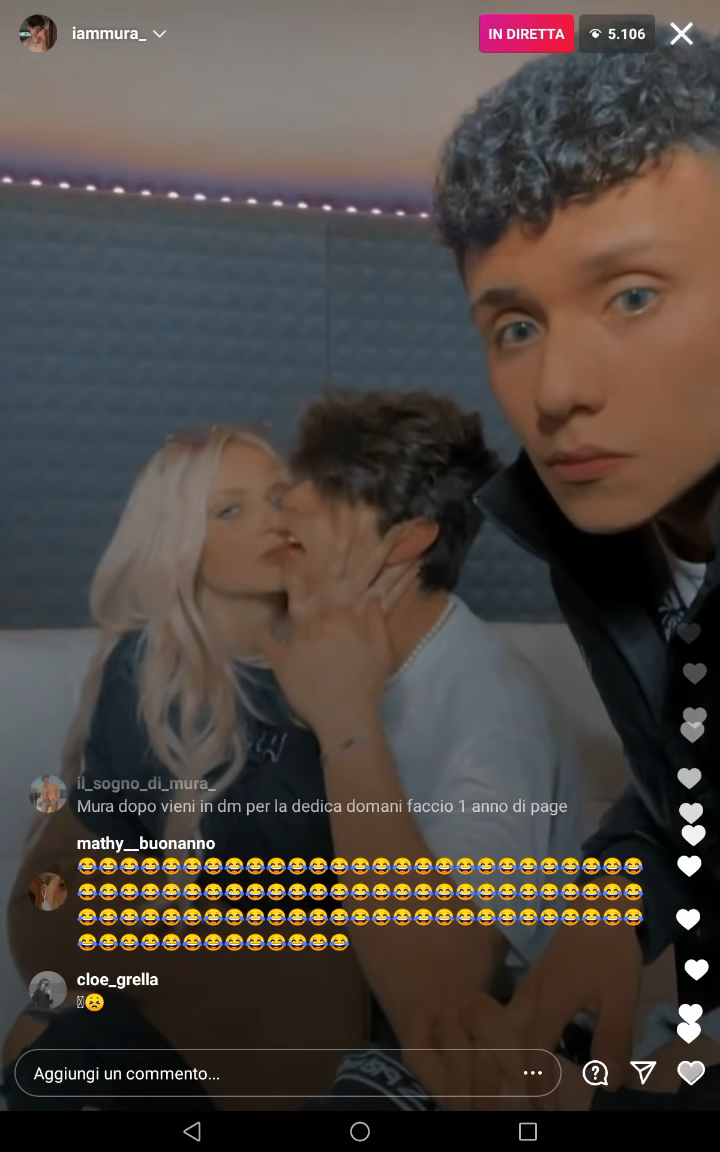 iammura_
IN DIRETTA
5.106
il_sogno_di_mura_
Mura dopo vieni in dm per la dedica domani faccio 1 anno di page
mathy__buonanno
😂😂😂😂😂😂😂😂😂😂😂😂😂😂😂😂😂😂😂😂😂😂😂😂😂😂😂
😂😂😂😂😂😂😂😂😂😂😂😂😂😂😂😂😂😂😂😂😂😂😂😂😂😂😂
😂😂😂😂😂😂😂😂😂😂😂😂😂😂😂😂😂😂😂😂😂😂😂😂😂😂😂
😂😂😂😂😂😂😂😂😂😂😂😂😂
cloe_grella
😣
Aggiungi un commento...